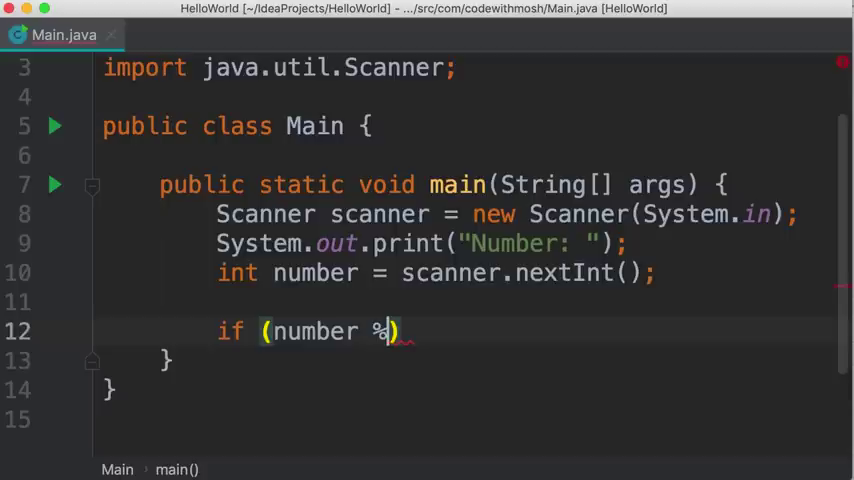 HelloWorld [~/IdeaProjects/HelloWorld] - .../src/com/codewithmosh/Main.java [HelloWorld]
Main.java
3 import java.util.Scanner;
4
5 public class Main {
6
7 public static void main(String[] args) {
8 Scanner scanner = new Scanner(System.in);
9 System.out.print("Number: ");
10 int number = scanner.nextInt();
11
12 if (number %)
13 }
14 }
15
Main › main()